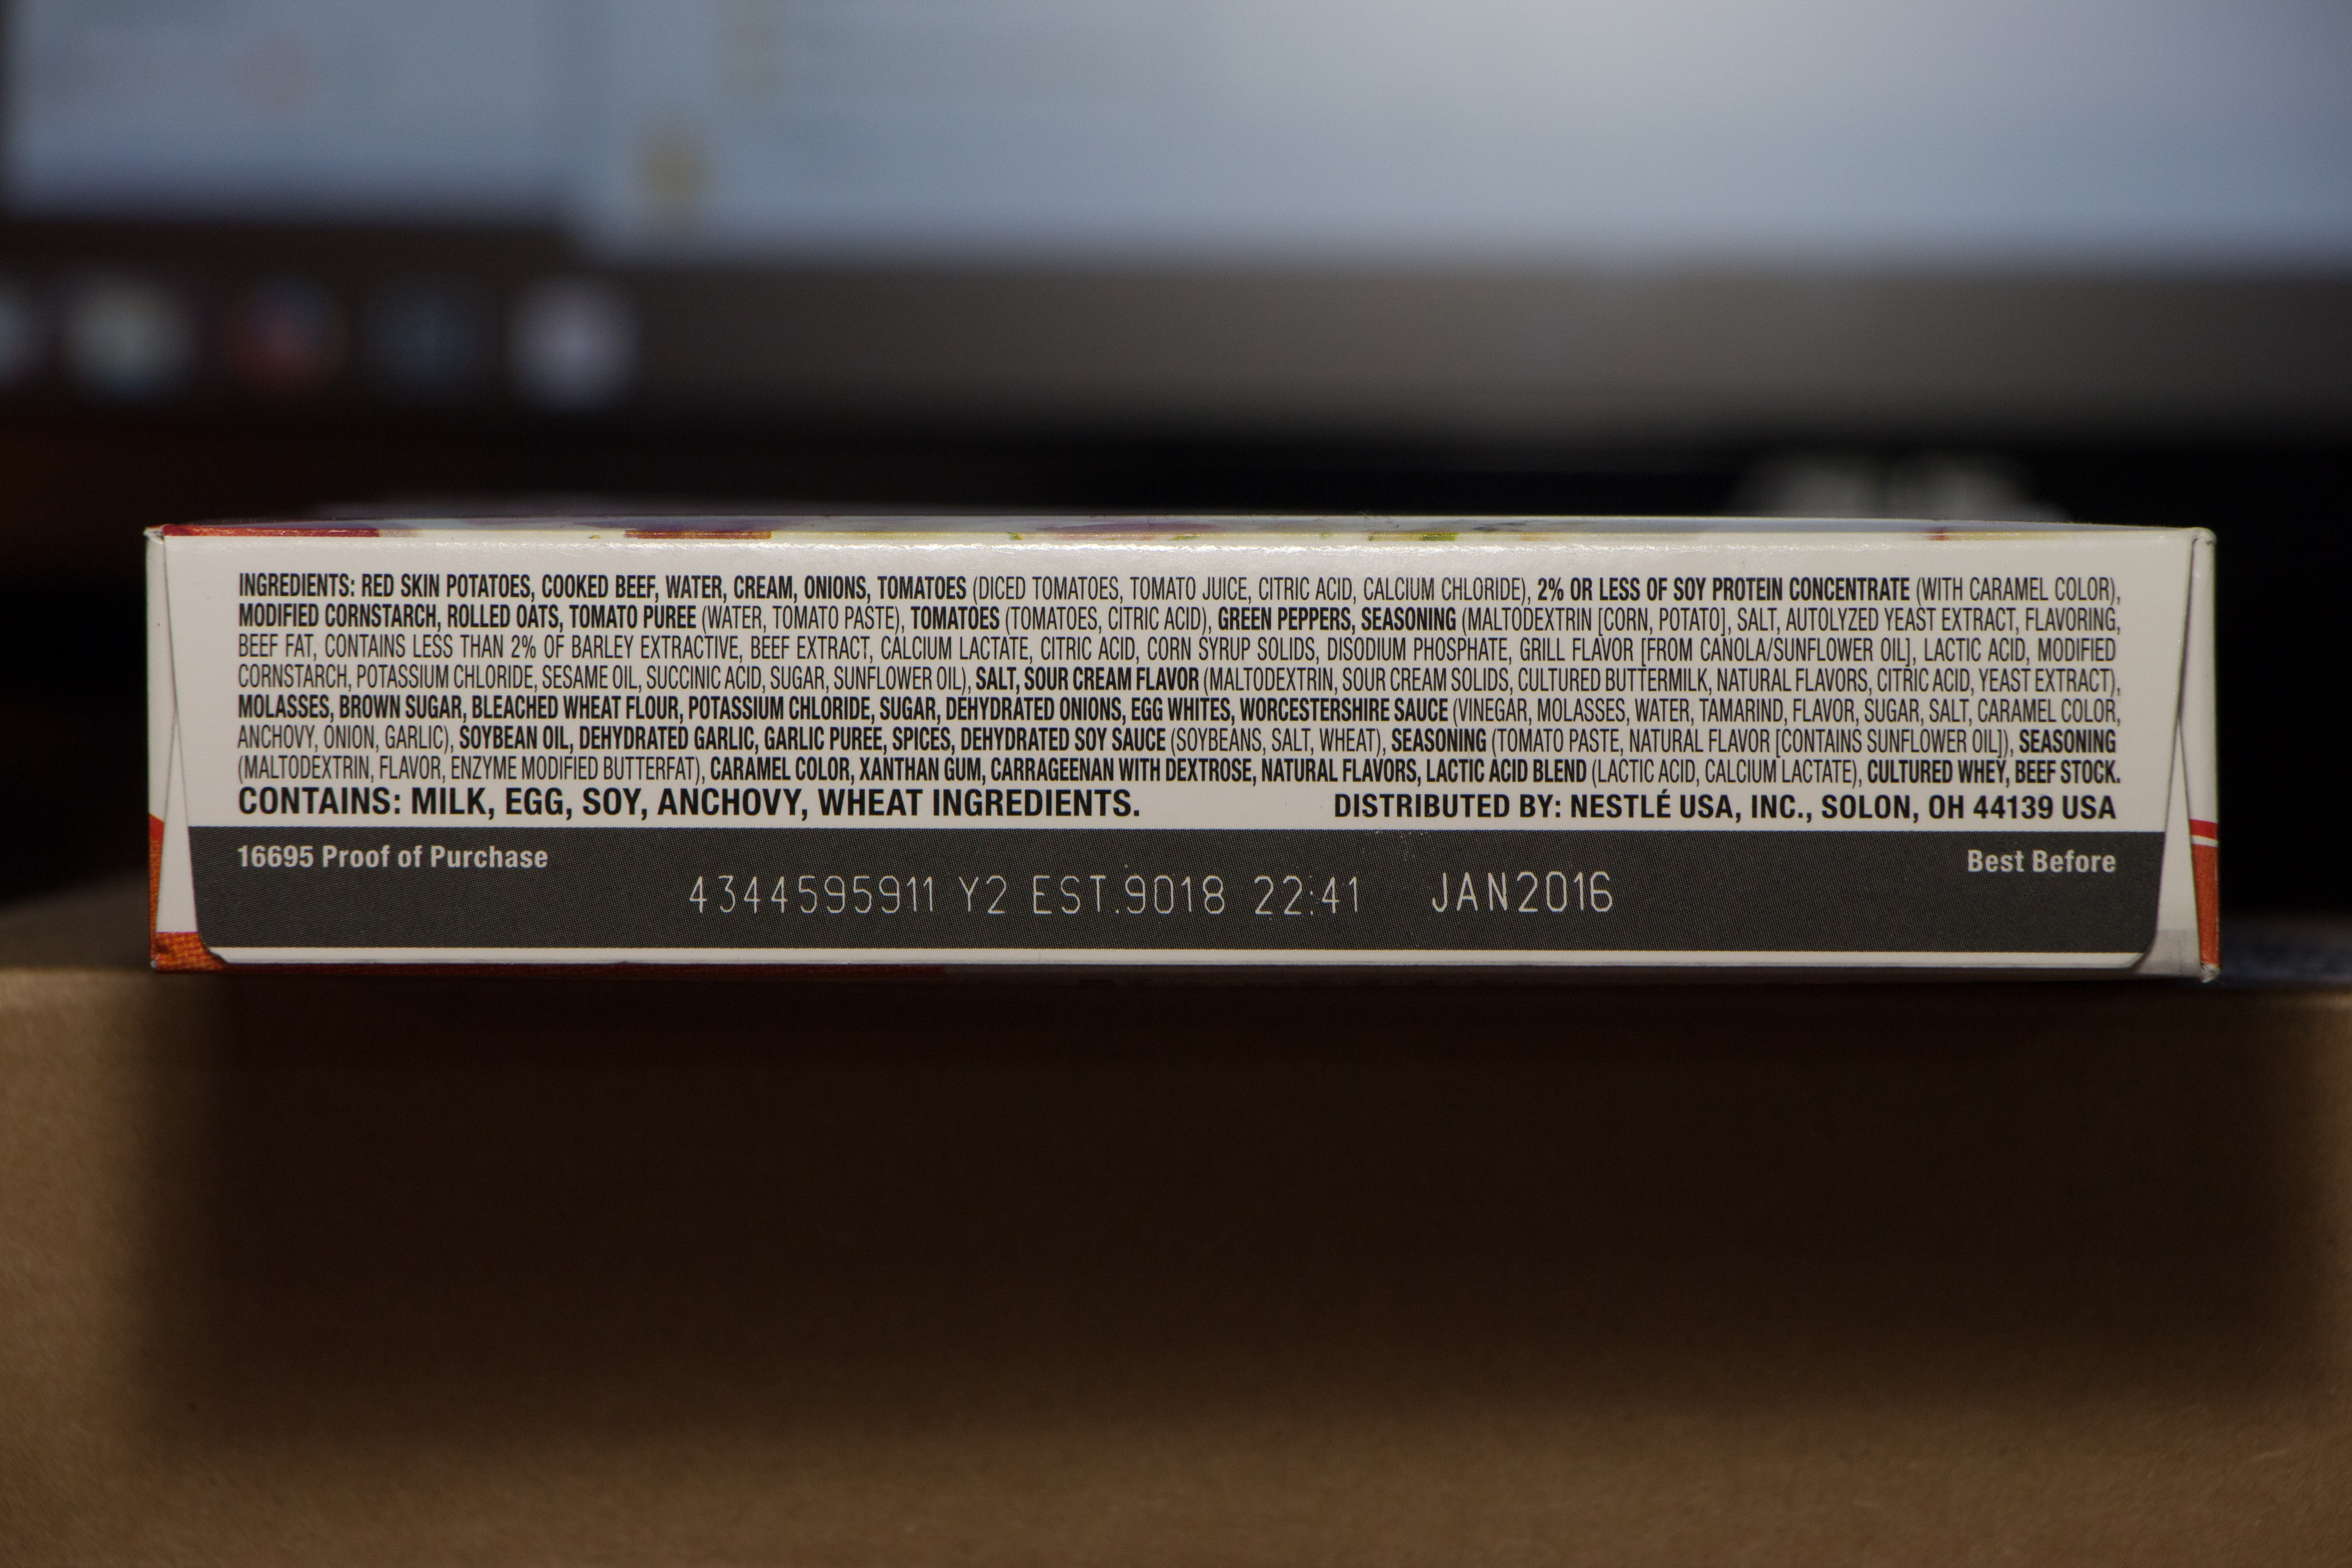 INGREDIENTS: RED SKIN POTATOES, COOKED BEEF, WATER, CREAM, ONIONS, TOMATOES (DICED TOMATOES, TOMATO JUICE, CITRIC ACID, CALCIUM CHLORIDE), 2% OR LESS OF SOY PROTEIN CONCENTRATE (WITH CARAMEL COLOR),
MODIFIED CORNSTARCH, ROLLED OATS, TOMATO PUREE (WATER, TOMATO PASTE), TOMATOES (TOMATOES, CITRIC ACID), GREEN PEPPERS, SEASONING (MALTODEXTRIN [CORN, POTATO], SALT, AUTOLYZED YEAST EXTRACT, FLAVORING,
BEEF FAT, CONTAINS LESS THAN 2% OF BARLEY EXTRACTIVE, BEEF EXTRACT, CALCIUM LACTATE, CITRIC ACID, CORN SYRUP SOLIDS, DISODIUM PHOSPHATE, GRILL FLAVOR [FROM CANOLA/SUNFLOWER OIL], LACTIC ACID, MODIFIED
CORNSTARCH, POTASSIUM CHLORIDE, SESAME OIL, SUCCINIC ACID, SUGAR, SUNFLOWER OIL), SALT, SOUR CREAM FLAVOR (MALTODEXTRIN, SOUR CREAM SOLIDS, CULTURED BUTTERMILK, NATURAL FLAVORS, CITRIC ACID, YEAST EXTRACT),
MOLASSES, BROWN SUGAR, BLEACHED WHEAT FLOUR, POTASSIUM CHLORIDE, SUGAR, DEHYDRATED ONIONS, EGG WHITES, WORCESTERSHIRE SAUCE (VINEGAR, MOLASSES, WATER, TAMARIND, FLAVOR, SUGAR, SALT, CARAMEL COLOR,
ANCHOVY, ONION, GARLIC), SOYBEAN OIL, DEHYDRATED GARLIC, GARLIC PUREE, SPICES, DEHYDRATED SOY SAUCE (SOYBEANS, SALT, WHEAT), SEASONING (TOMATO PASTE, NATURAL FLAVOR [CONTAINS SUNFLOWER OIL]), SEASONING
(MALTODEXTRIN, FLAVOR, ENZYME MODIFIED BUTTERFAT), CARAMEL COLOR, XANTHAN GUM, CARRAGEENAN WITH DEXTROSE, NATURAL FLAVORS, LACTIC ACID BLEND (LACTIC ACID, CALCIUM LACTATE), CULTURED WHEY, BEEF STOCK.
CONTAINS: MILK, EGG, SOY, ANCHOVY, WHEAT INGREDIENTS.
DISTRIBUTED BY: NESTLÉ USA, INC., SOLON, OH 44139 USA
16695 Proof of Purchase
Best Before
4344595911 Y2 EST.9018 22:41 JAN2016